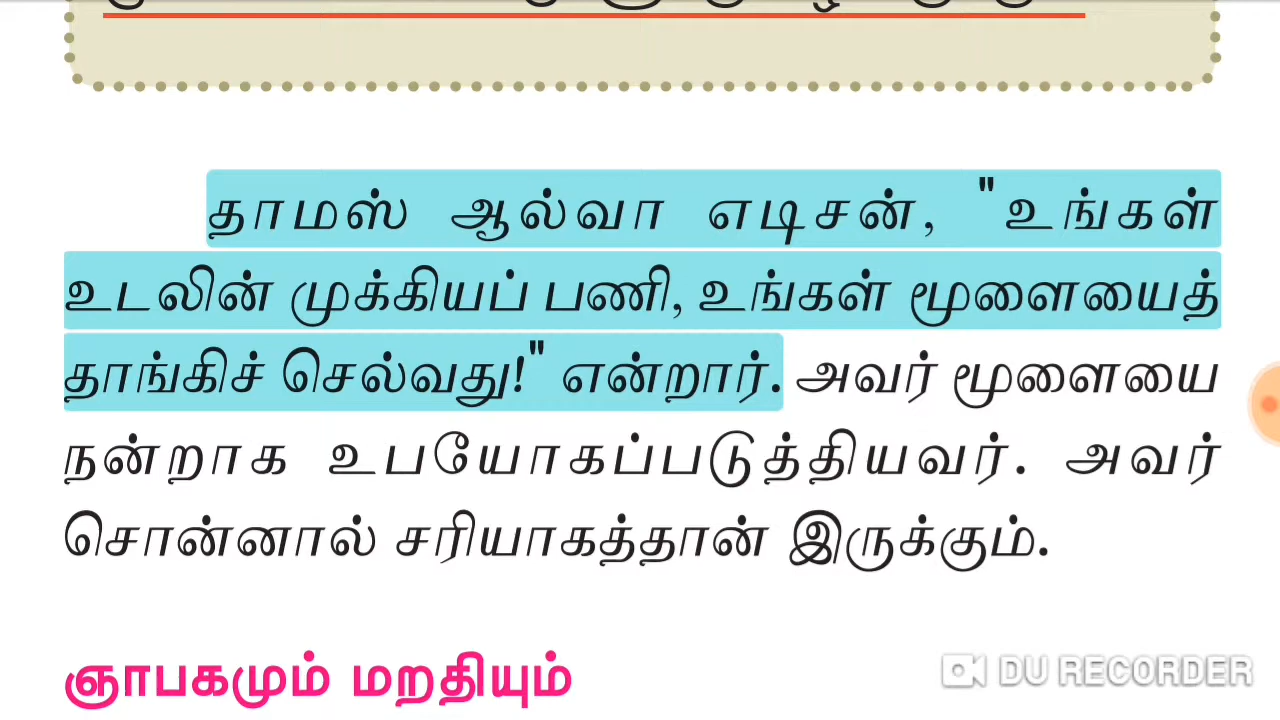 தாமஸ் ஆல்வா எடிசன், "உங்கள்
உடலின் முக்கியப் பணி, உங்கள் மூளையைத்
தாங்கிச் செல்வது!" என்றார். அவர் மூளையை
நன்றாக உபயோகப்படுத்தியவர். அவர்
சொன்னால் சரியாகத்தான் இருக்கும்.
ஞாபகமும் மறதியும்
DU RECORDER